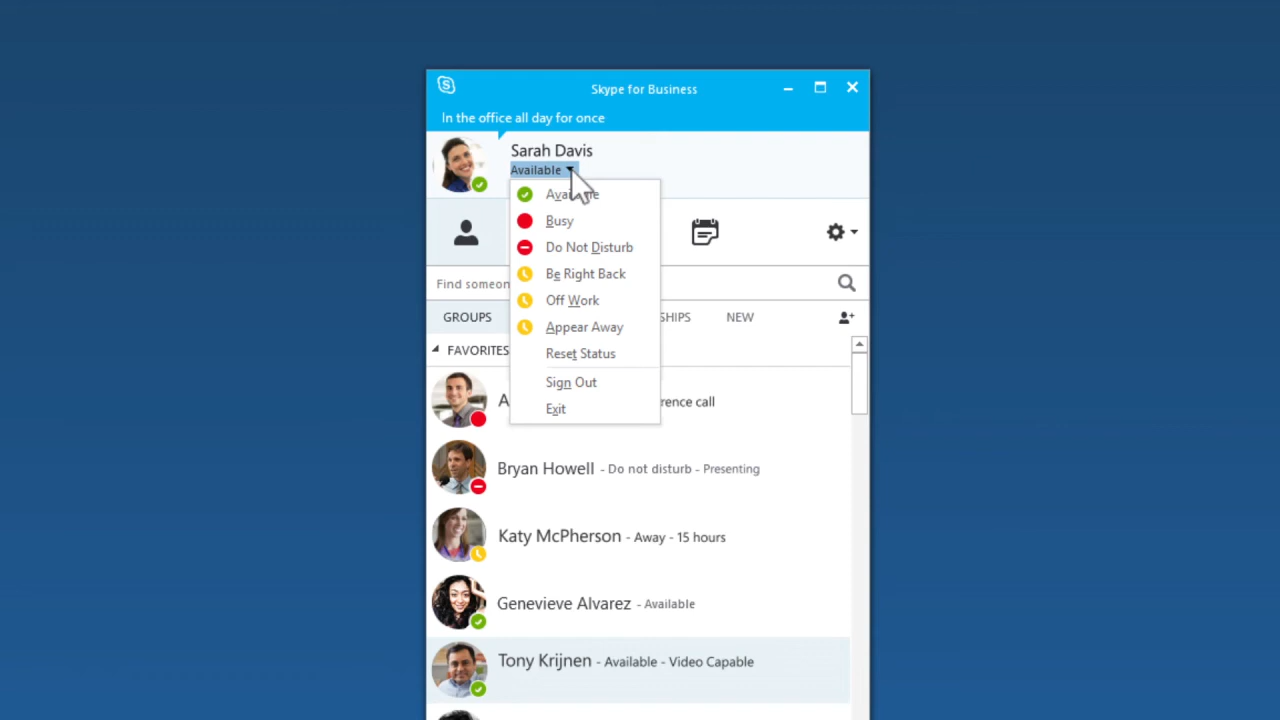 Skype for Business
In the office all day for once
Sarah Davis
Available
Busy
Do Not Disturb
Be Right Back
Off Work
Appear Away
Reset Status
Sign Out
Exit
Find
GROUPS
NEW
FAVORITES
call
Bryan Howell - Do not disturb - Presenting
Katy McPherson - Away - 15 hours
Genevieve Alvarez - Available
Tony Krijnen - Available - Video Capable